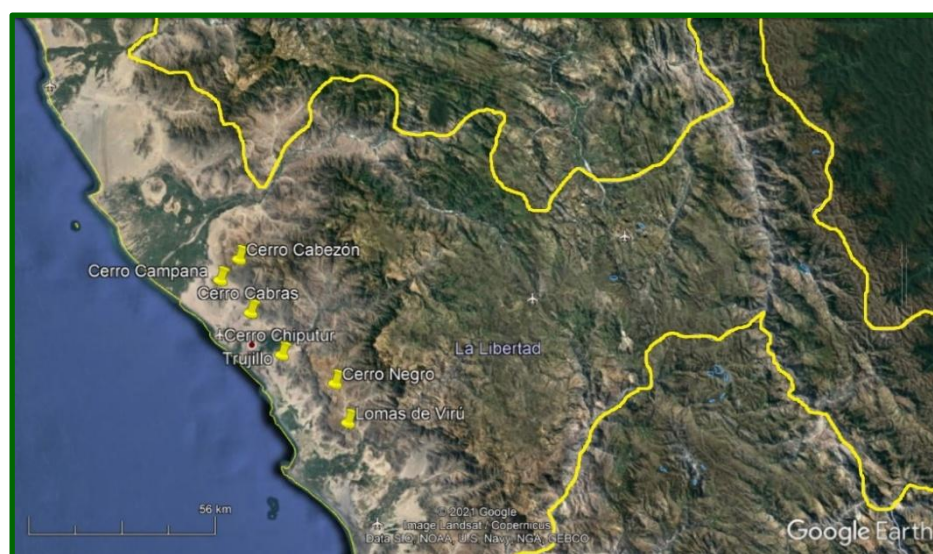 Cerro Cabezón
Cerro Campana
Cerro Cabras
Cerro Chiputur
Trujillo
La Libertad
Cerro Negro
Lomas de Virú
56 km
2021 Google
Image Landsat / Copernicus
Data SIO, NOAA, U.S. Navy, NGA, GEBCO
Google Earth